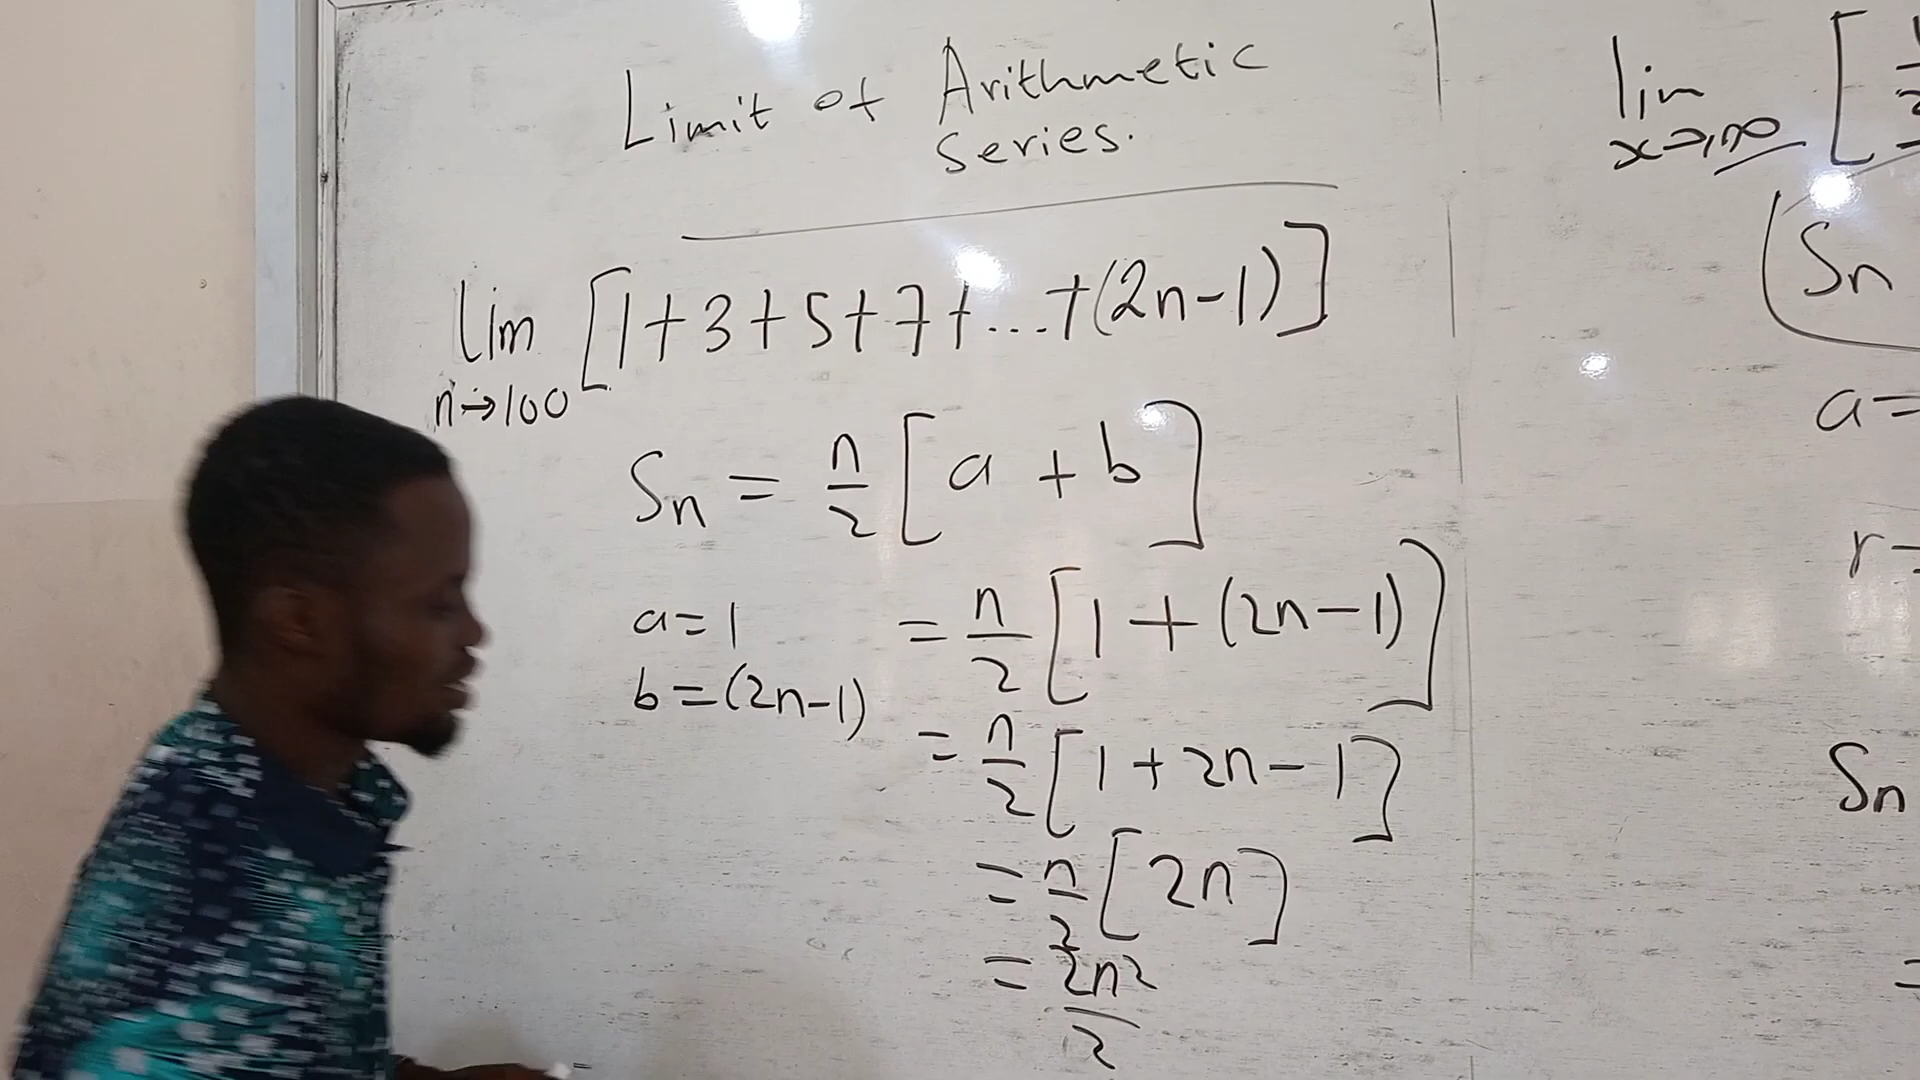 Limit of Arithmetic
Series.
lim [1+3+5+7+...+(2n-1)]
n→100
Sn = n/2 [a + b]
a=1
b=(2n-1)
= n/2 [1+(2n-1)]
= n/2 [1+2n-1]
= n/2 [2n]
= 2n²/2
lim [
x→∞
Sn
a=
r=
Sn
=